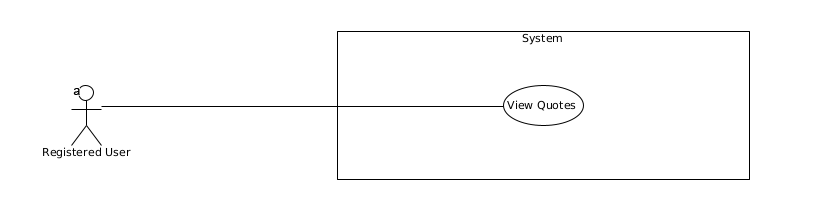 System
a
View Quotes
Registered User